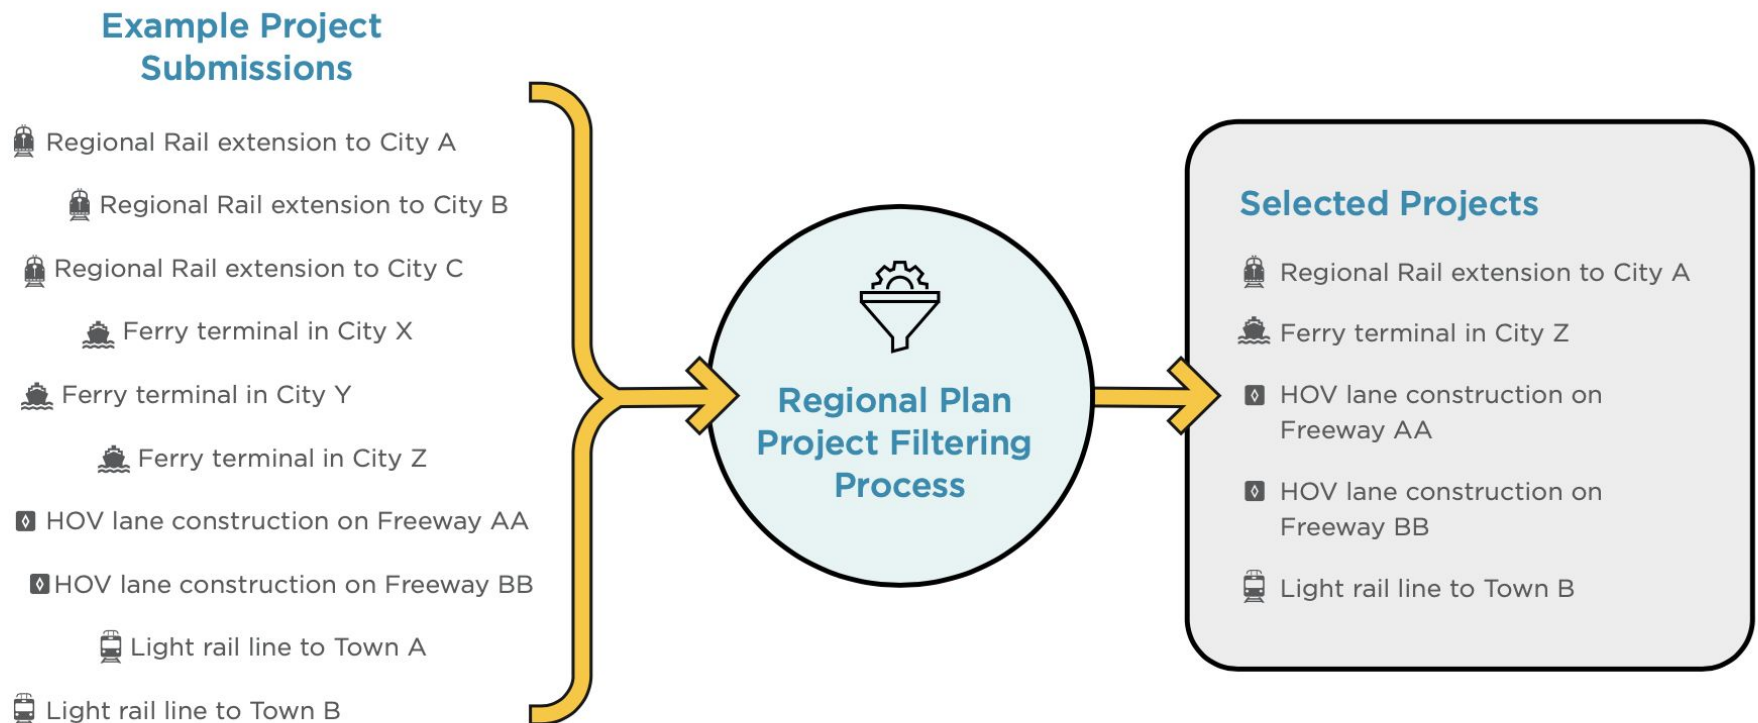 Example Project
Submissions
Regional Rail extension to City A
Regional Rail extension to City B
Regional Rail extension to City C
Ferry terminal in City X
Ferry terminal in City Y
Ferry terminal in City Z
HOV lane construction on Freeway AA
HOV lane construction on Freeway BB
Light rail line to Town A
Light rail line to Town B
Regional Plan
Project Filtering
Process
Selected Projects
Regional Rail extension to City A
Ferry terminal in City Z
HOV lane construction on
Freeway AA
HOV lane construction on
Freeway BB
Light rail line to Town B